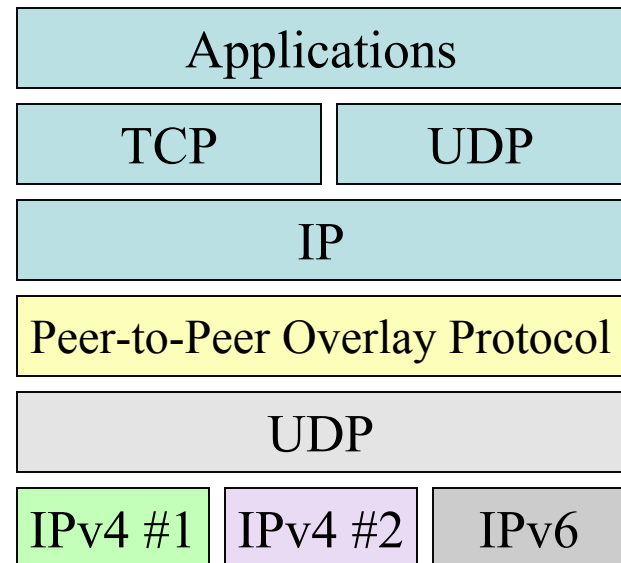 Applications
TCP UDP
IP
Peer-to-Peer Overlay Protocol
UDP
IPv4 #1 IPv4 #2 IPv6